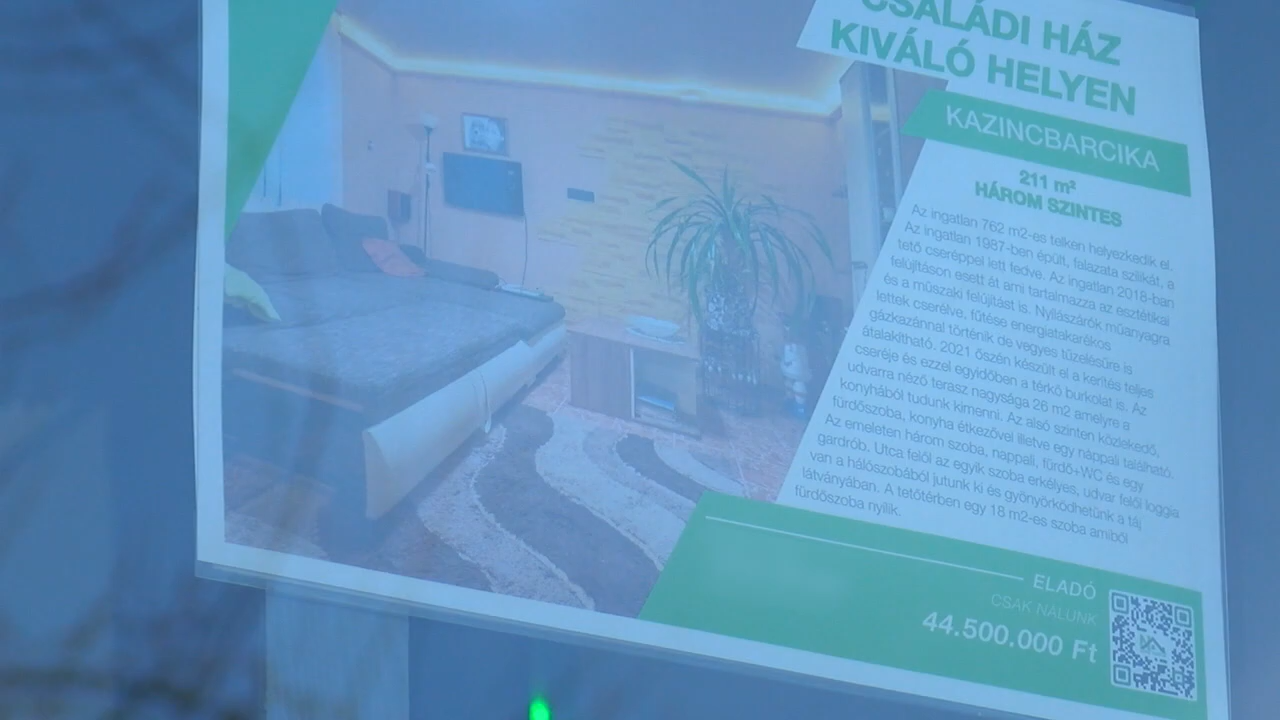 CSALÁDI HÁZ
KIVÁLÓ HELYEN
KAZINCBARCIKA
211 m²
HÁROM SZINTES
Az ingatlan 762 m2-es telken helyezkedik el.
Az ingatlan 1987-ben épült, falazata szilikát, a
tető cseréppel lett fedve. Az ingatlan 2018-ban
felújításon esett át ami tartalmazza az esztétikai
és a műszaki felújítást is. Nyílászárók műanyagra
lettek cserélve, fűtése energiatakarékos
gázkazánnal történik de vegyes tüzelésűre is
átalakítható. 2021 őszén készült el a kerítés teljes
cseréje és ezzel egyidőben a térkő burkolat is. Az
udvarra néző terasz nagysága 26 m2 amelyre a
konyhából tudunk kimenni. Az alsó szinten közlekedő,
fürdőszoba, konyha étkezővel illetve egy nappali található.
Az emeleten három szoba, nappali, fürdő+WC és egy
gardrób. Utca felől az egyik szoba erkélyes, udvar felöl loggia
van a hálószobából jutunk ki és gyönyörködhetünk a táj
látványában. A tetőtérben egy 18 m2-es szoba amiből
fürdőszoba nyílik.
ELADÓ
CSAK NÁLUNK
44.500.000 Ft